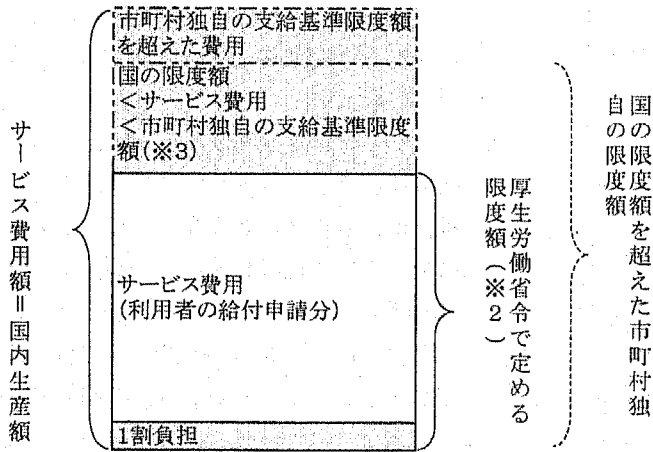 サービス費用額＝国内生産額
市町村独自の支給基準限度額
を超えた費用
国の限度額
＜サービス費用
＜市町村独自の支給基準限度
額(※3)
サービス費用
(利用者の給付申請分)
1割負担
厚生労働省令で定める
限度額（※2）
国の限度額を超えた市町村独
自の限度額